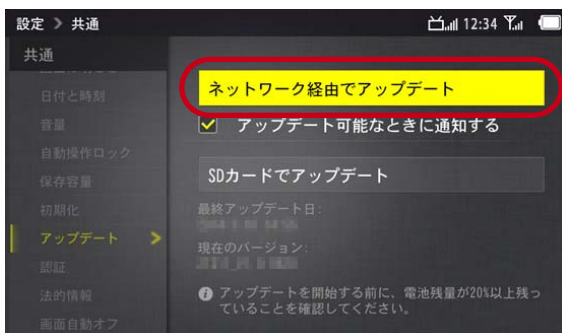 設定 > 共通
12:34
共通
日付と時刻
音量
自動操作ロック
保存容量
初期化
アップデート >
認証
法的情報
画面自動オフ
ネットワーク経由でアップデート
アップデート可能なときに通知する
SDカードでアップデート
最終アップデート日:
現在のバージョン:
アップデートを開始する前に、電池残量が20%以上残っ
ていることを確認してください。